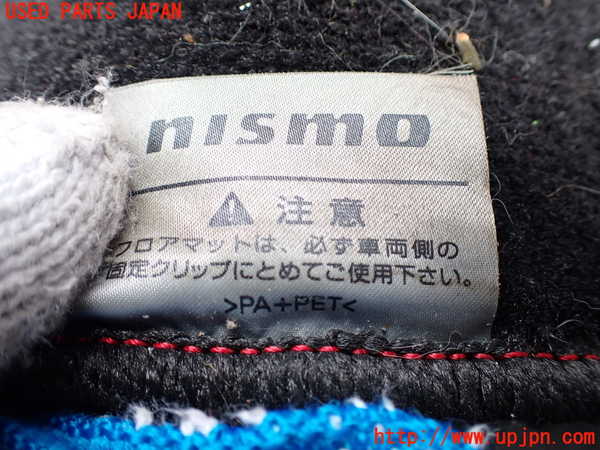 USED PARTS JAPAN
nismo
注意
フロアマットは、必ず車両側の
固定クリップにとめてご使用下さい。
>PA+PET<
http://www.upjpn.com/